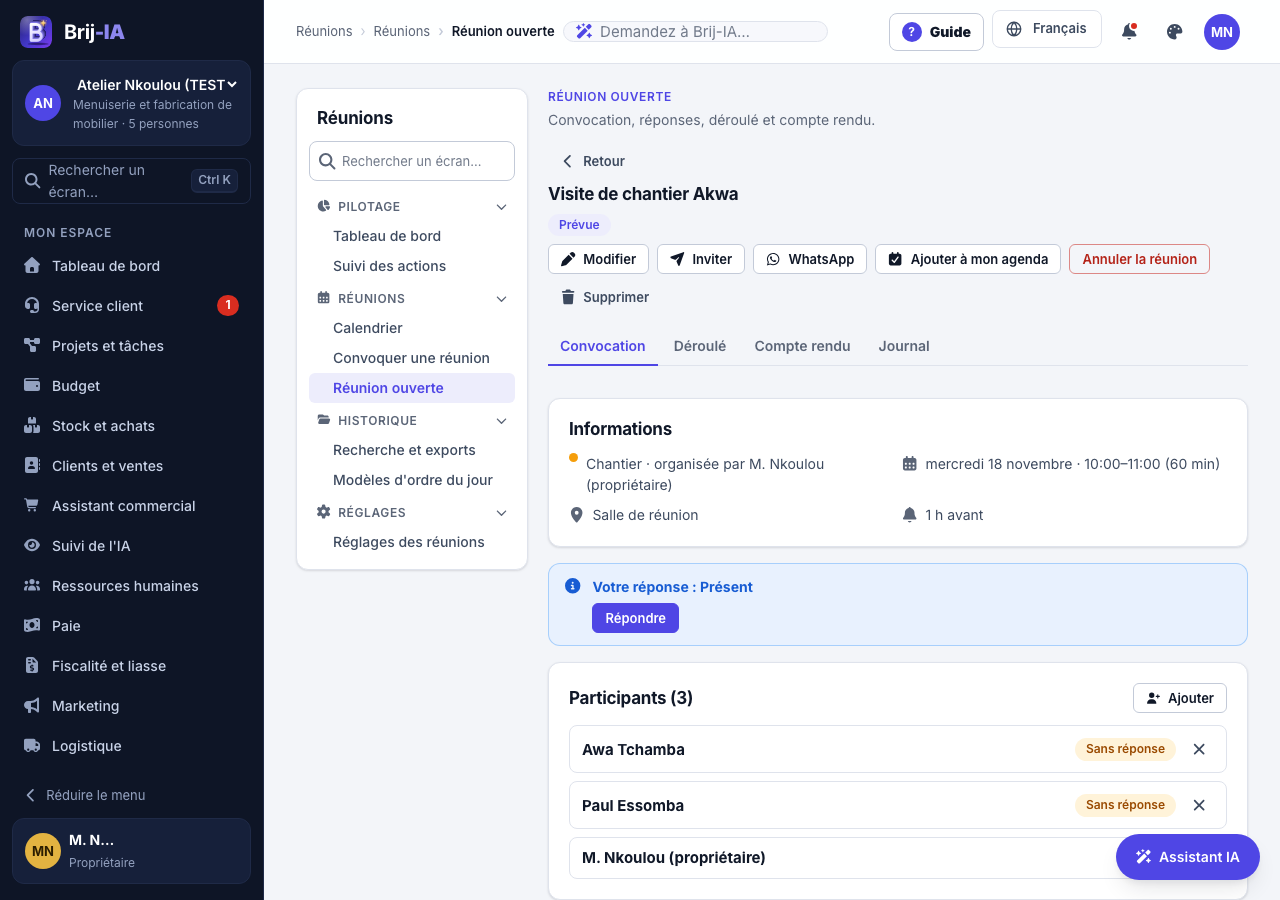 Brij-IA
AN
Atelier Nkoulou (TEST
Menuiserie et fabrication de
mobilier · 5 personnes
Rechercher un
écran...
Ctrl K
MON ESPACE
Tableau de bord
Service client
1
Projets et tâches
Budget
Stock et achats
Clients et ventes
Assistant commercial
Suivi de l'IA
Ressources humaines
Paie
Fiscalité et liasse
Marketing
Logistique
Réduire le menu
MN
M. N...
Propriétaire
Réunions › Réunions › Réunion ouverte
Demandez à Brij-IA...
? Guide
Français
MN
Réunions
Rechercher un écran...
PILOTAGE
Tableau de bord
Suivi des actions
RÉUNIONS
Calendrier
Convoquer une réunion
Réunion ouverte
HISTORIQUE
Recherche et exports
Modèles d'ordre du jour
RÉGLAGES
Réglages des réunions
RÉUNION OUVERTE
Convocation, réponses, déroulé et compte rendu.
Retour
Visite de chantier Akwa
Prévue
Modifier
Inviter
WhatsApp
Ajouter à mon agenda
Annuler la réunion
Supprimer
Convocation
Déroulé
Compte rendu
Journal
Informations
Chantier · organisée par M. Nkoulou
(propriétaire)
mercredi 18 novembre · 10:00–11:00 (60 min)
Salle de réunion
1 h avant
Votre réponse : Présent
Répondre
Participants (3)
Ajouter
Awa Tchamba
Sans réponse
Paul Essomba
Sans réponse
M. Nkoulou (propriétaire)
Assistant IA